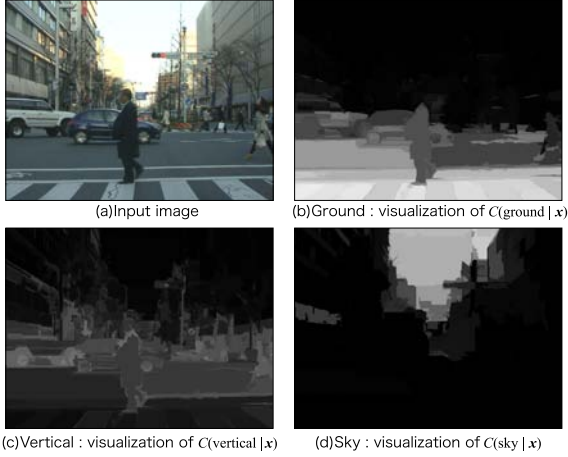 (a)Input image
(b)Ground : visualization of C(ground | x)
(c)Vertical : visualization of C(vertical | x)
(d)Sky : visualization of C(sky | x)